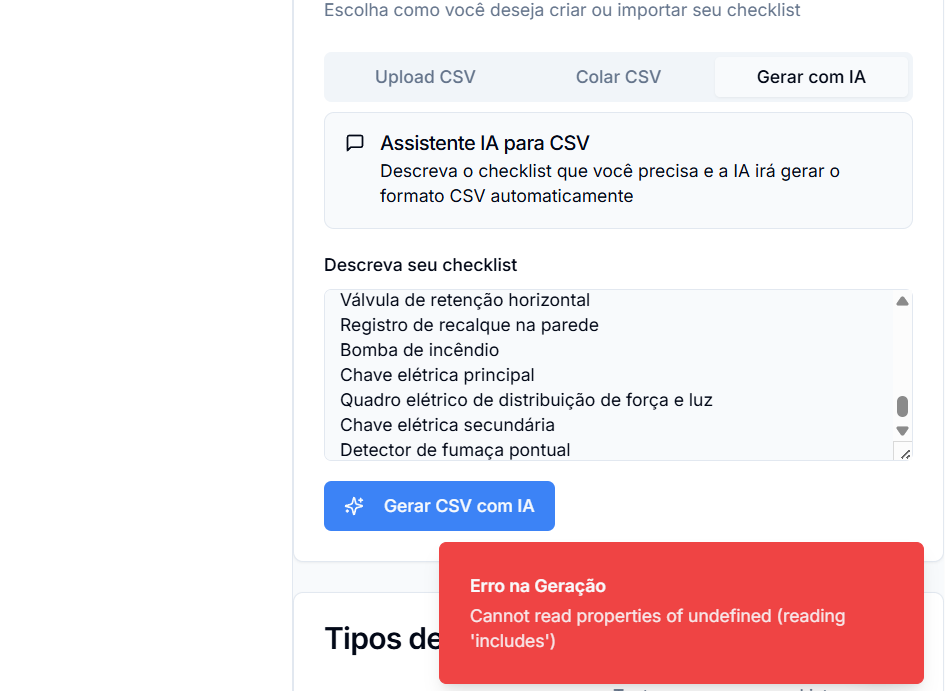 Escolha como você deseja criar ou importar seu checklist
Upload CSV
Colar CSV
Gerar com IA
Assistente IA para CSV
Descreva o checklist que você precisa e a IA irá gerar o
formato CSV automaticamente
Descreva seu checklist
Válvula de retenção horizontal
Registro de recalque na parede
Bomba de incêndio
Chave elétrica principal
Quadro elétrico de distribuição de força e luz
Chave elétrica secundária
Detector de fumaça pontual
Gerar CSV com IA
Erro na Geração
Cannot read properties of undefined (reading
'includes')
Tipos de